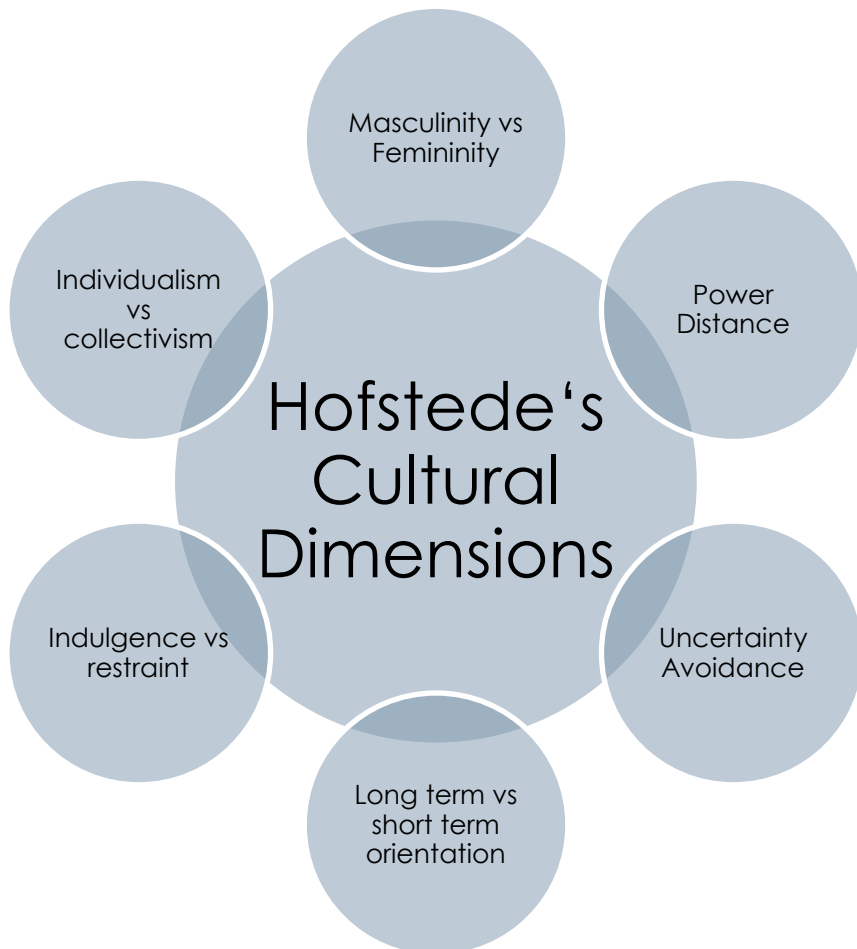 Masculinity vs
Femininity
Individualism
vs
collectivism
Power
Distance
Hofstede‘s
Cultural
Dimensions
Indulgence vs
restraint
Uncertainty
Avoidance
Long term vs
short term
orientation